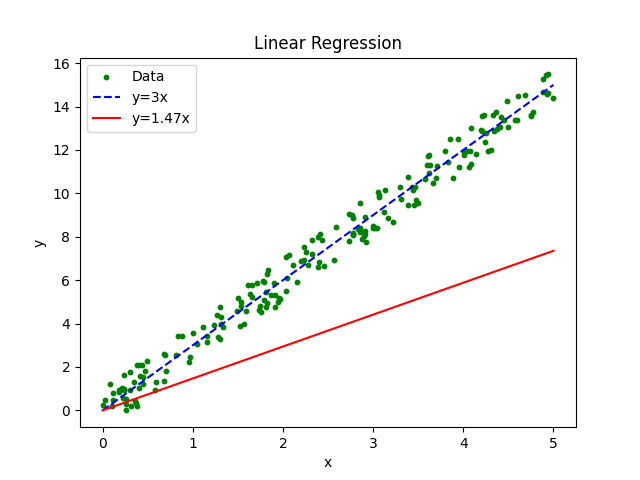 Linear Regression
Data
y=3x
y=1.47x
16
14
12
10
8
6
4
2
0
y
0 1 2 3 4 5
x